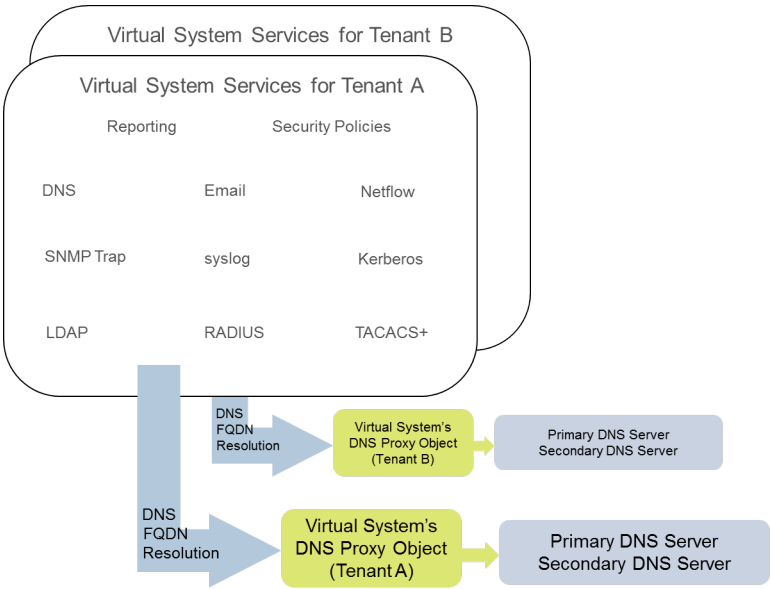 Virtual System Services for Tenant B
Virtual System Services for Tenant A
Reporting
Security Policies
DNS
Email
Netflow
SNMP Trap
syslog
Kerberos
LDAP
RADIUS
TACACS+
DNS
FQDN
Resolution
Virtual System’s
DNS Proxy Object
(Tenant B)
Primary DNS Server
Secondary DNS Server
DNS
FQDN
Resolution
Virtual System’s
DNS Proxy Object
(Tenant A)
Primary DNS Server
Secondary DNS Server